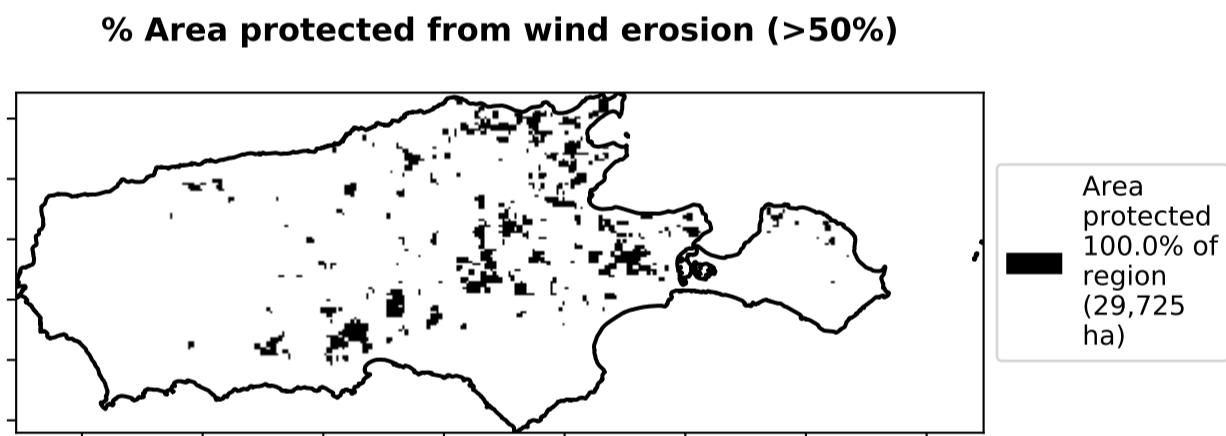 % Area protected from wind erosion (>50%)
Area
protected
100.0% of
region
(29,725
ha)